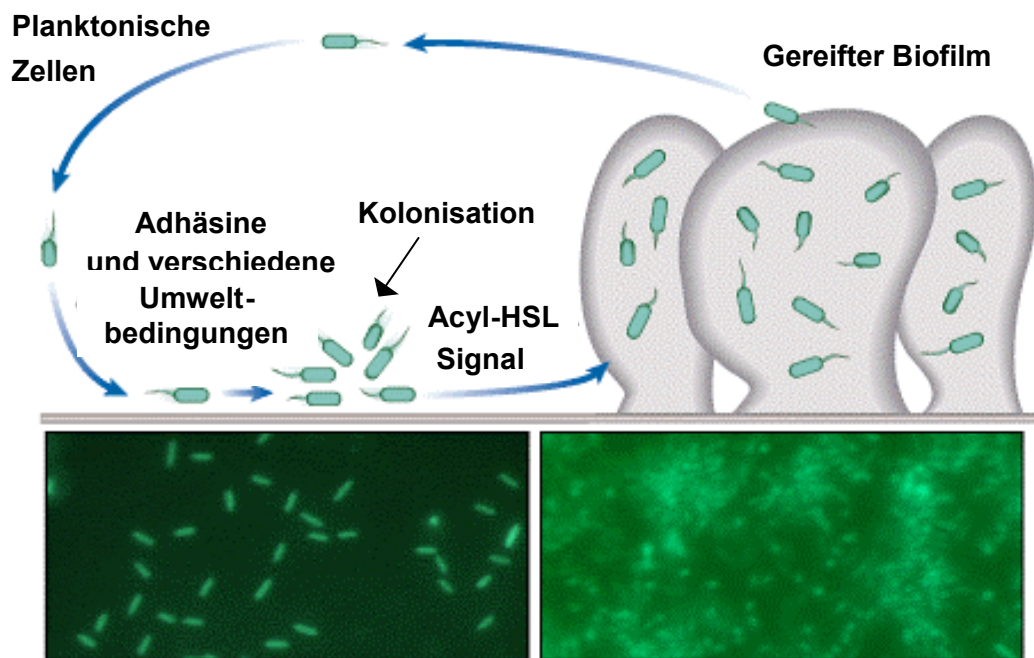 Planktonische
Zellen
Gereifter Biofilm
Kolonisation
Adhäsine
und verschiedene
Umwelt-
bedingungen
Acyl-HSL
Signal